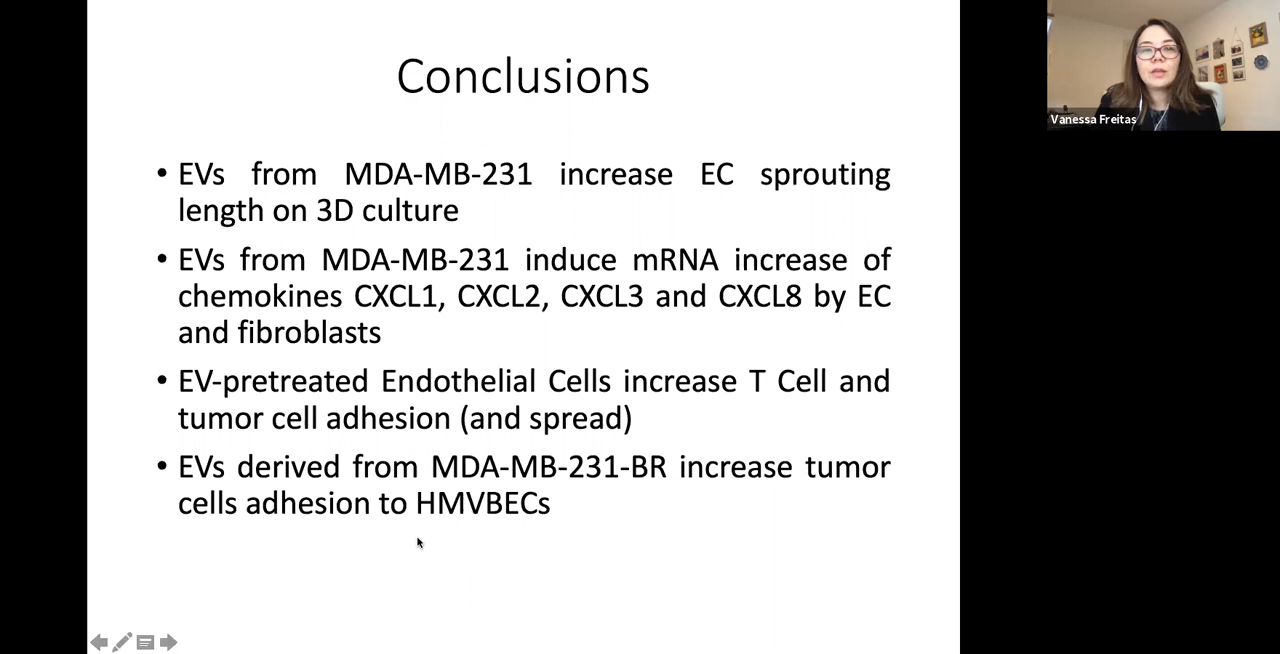 Conclusions
• EVs from MDA-MB-231 increase EC sprouting
length on 3D culture
• EVs from MDA-MB-231 induce mRNA increase of
chemokines CXCL1, CXCL2, CXCL3 and CXCL8 by EC
and fibroblasts
• EV-pretreated Endothelial Cells increase T Cell and
tumor cell adhesion (and spread)
• EVs derived from MDA-MB-231-BR increase tumor
cells adhesion to HMVBECs
Vanessa Freitas